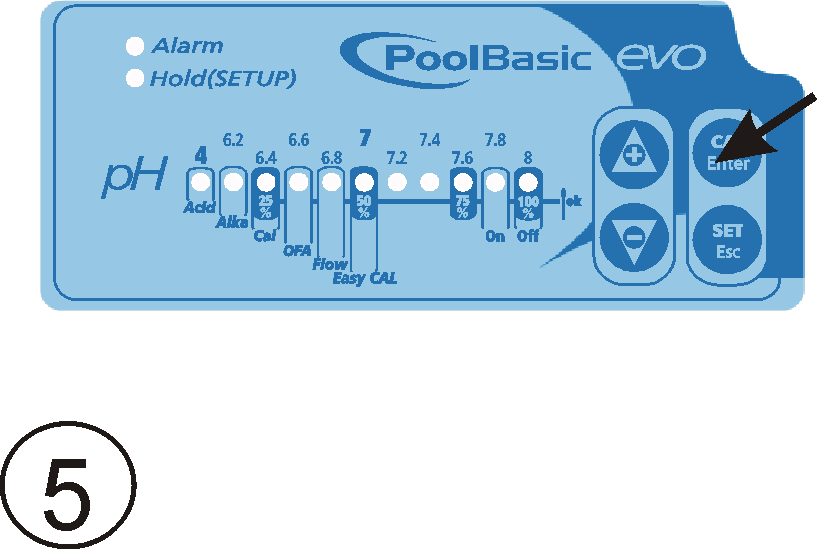 Alarm
PoolBasic evo
Hold(SETUP)
6.2 6.6 7 7.4 7.8
4 6.4 6.8 7.2 7.6 8
pH
Enter
25 % 50 % 75 % 100 % ok
Acid
Alka
Cal On Off
OFA
Flow
Easy CAL
SET
Esc
5